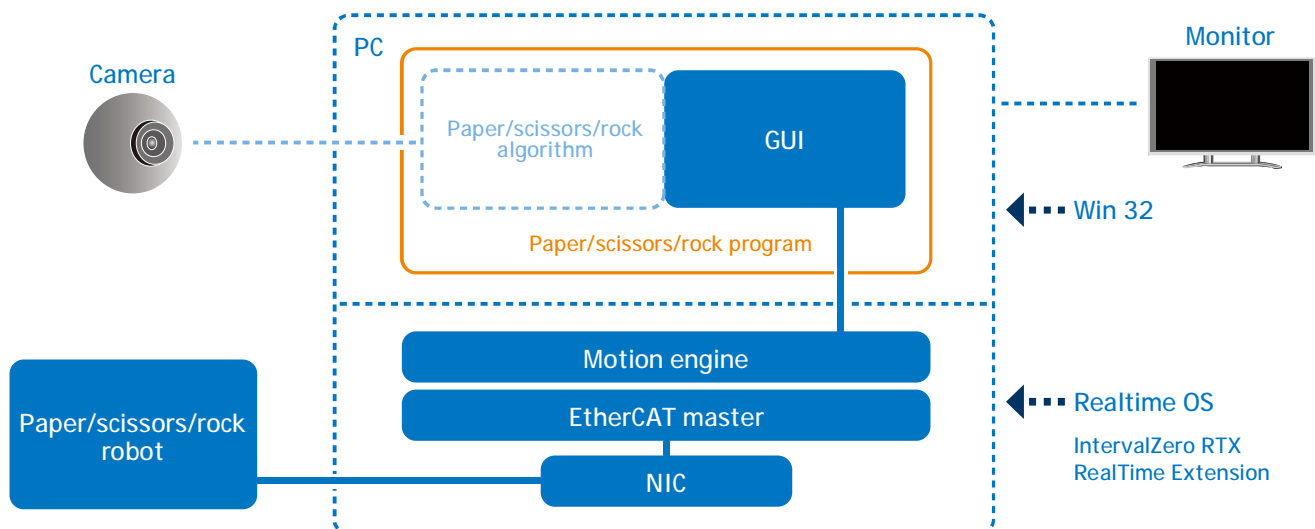 PC
Monitor
Camera
Paper/scissors/rock
algorithm
GUI
Win 32
Paper/scissors/rock program
Motion engine
Paper/scissors/rock
robot
EtherCAT master
Realtime OS
IntervalZero RTX
RealTime Extension
NIC